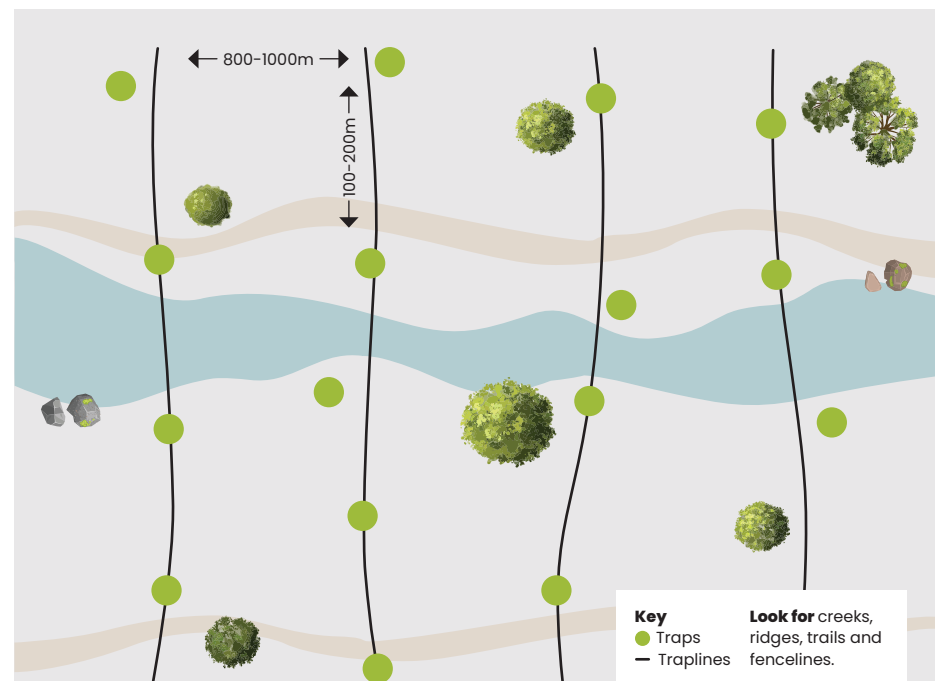 800-1000m
100-200m
Key
Traps
Traplines
Look for creeks,
ridges, trails and
fencelines.